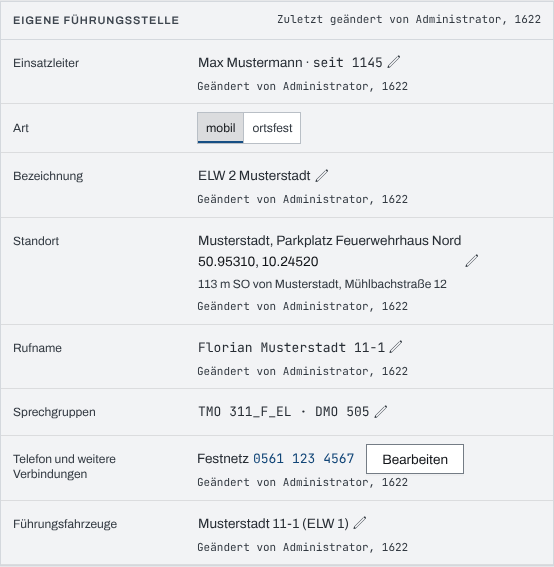 EIGENE FÜHRUNGSSTELLE
Zuletzt geändert von Administrator, 1622
Einsatzleiter
Max Mustermann · seit 1145
Geändert von Administrator, 1622
Art
mobil ortsfest
Bezeichnung
ELW 2 Musterstadt
Geändert von Administrator, 1622
Standort
Musterstadt, Parkplatz Feuerwehrhaus Nord
50.95310, 10.24520
113 m SO von Musterstadt, Mühlbachstraße 12
Geändert von Administrator, 1622
Rufname
Florian Musterstadt 11-1
Geändert von Administrator, 1622
Sprechgruppen
TMO 311_F_EL · DMO 505
Telefon und weitere
Verbindungen
Festnetz 0561 123 4567 Bearbeiten
Geändert von Administrator, 1622
Führungsfahrzeuge
Musterstadt 11-1 (ELW 1)
Geändert von Administrator, 1622